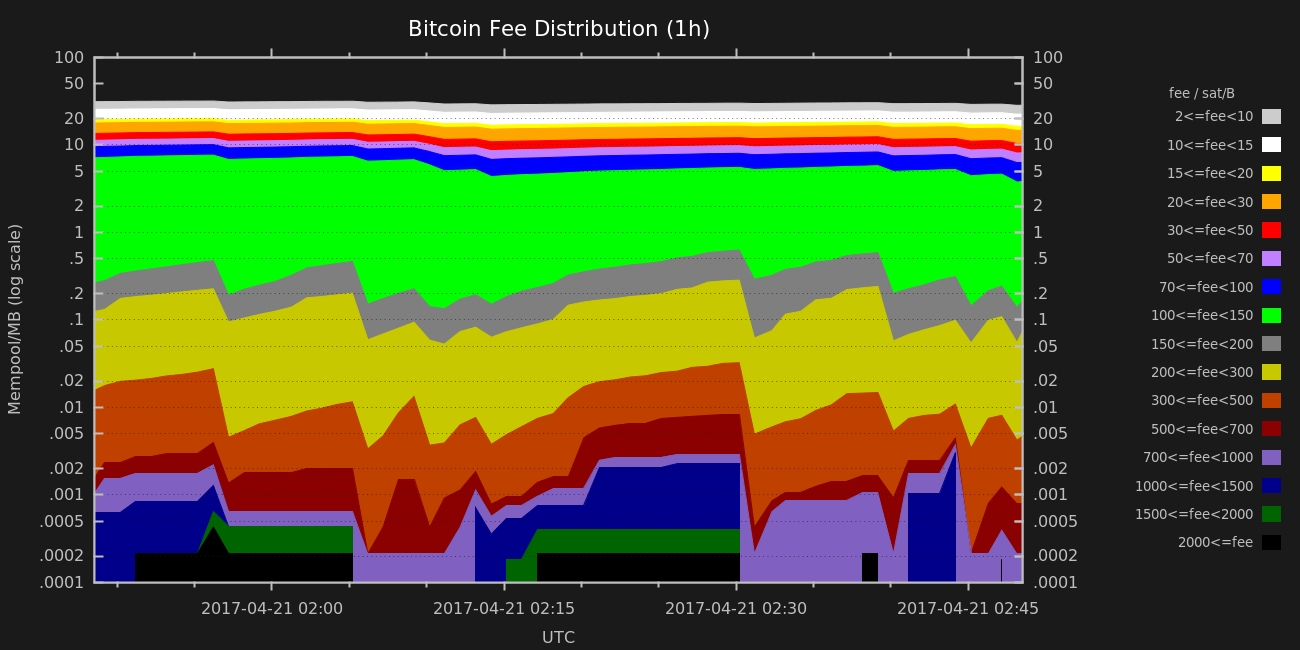 Bitcoin Fee Distribution (1h)
100
50
20
10
5
2
1
.5
.2
.1
.05
.02
.01
.005
.002
.001
.0005
.0002
.0001
Mempool/MB (log scale)
100
50
20
10
5
2
1
.5
.2
.1
.05
.02
.01
.005
.002
.001
.0005
.0002
.0001
2017-04-21 02:00
2017-04-21 02:15
2017-04-21 02:30
2017-04-21 02:45
UTC
fee / sat/B
2<=fee<10
10<=fee<15
15<=fee<20
20<=fee<30
30<=fee<50
50<=fee<70
70<=fee<100
100<=fee<150
150<=fee<200
200<=fee<300
300<=fee<500
500<=fee<700
700<=fee<1000
1000<=fee<1500
1500<=fee<2000
2000<=fee